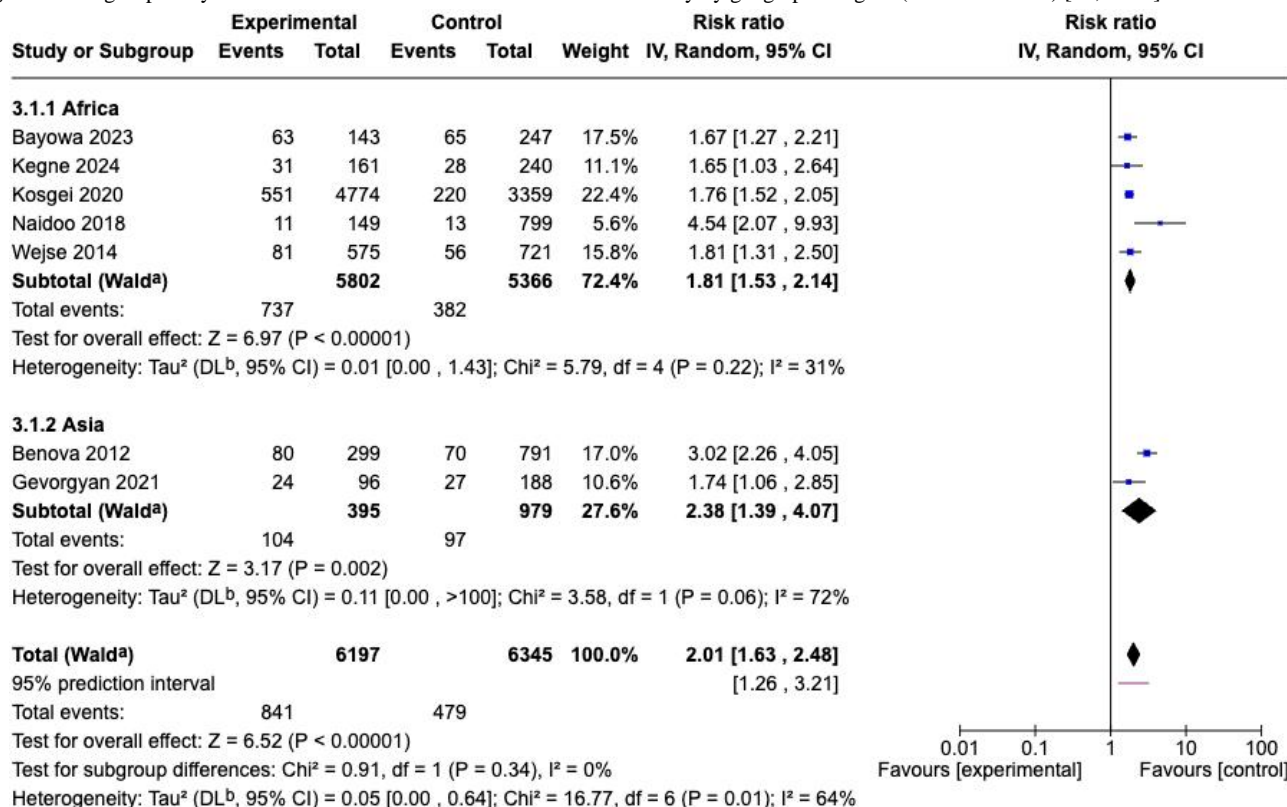 Experimental Control Risk ratio Risk ratio
Study or Subgroup Events Total Events Total Weight IV, Random, 95% CI IV, Random, 95% CI
3.1.1 Africa
Bayowa 2023 63 143 65 247 17.5% 1.67 [1.27 , 2.21]
Kegne 2024 31 161 28 240 11.1% 1.65 [1.03 , 2.64]
Kosgei 2020 551 4774 220 3359 22.4% 1.76 [1.52 , 2.05]
Naidoo 2018 11 149 13 799 5.6% 4.54 [2.07 , 9.93]
Wejse 2014 81 575 56 721 15.8% 1.81 [1.31 , 2.50]
Subtotal (Waldᵃ) 5802 5366 72.4% 1.81 [1.53 , 2.14]
Total events: 737 382
Test for overall effect: Z = 6.97 (P < 0.00001)
Heterogeneity: Tau² (DLᵇ, 95% CI) = 0.01 [0.00 , 1.43]; Chi² = 5.79, df = 4 (P = 0.22); I² = 31%
3.1.2 Asia
Benova 2012 80 299 70 791 17.0% 3.02 [2.26 , 4.05]
Gevorgyan 2021 24 96 27 188 10.6% 1.74 [1.06 , 2.85]
Subtotal (Waldᵃ) 395 979 27.6% 2.38 [1.39 , 4.07]
Total events: 104 97
Test for overall effect: Z = 3.17 (P = 0.002)
Heterogeneity: Tau² (DLᵇ, 95% CI) = 0.11 [0.00 , >100]; Chi² = 3.58, df = 1 (P = 0.06); I² = 72%
Total (Waldᵃ) 6197 6345 100.0% 2.01 [1.63 , 2.48]
95% prediction interval [1.26 , 3.21]
Total events: 841 479
Test for overall effect: Z = 6.52 (P < 0.00001)
0.01 0.1 1 10 100
Test for subgroup differences: Chi² = 0.91, df = 1 (P = 0.34), I² = 0%
Favours [experimental] Favours [control]
Heterogeneity: Tau² (DLᵇ, 95% CI) = 0.05 [0.00 , 0.64]; Chi² = 16.77, df = 6 (P = 0.01); I² = 64%